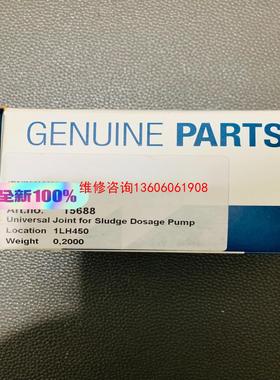 GENUINE PARTS
维修咨询13606061908
全新100%
Art.no. 15688
Universal Joint for Sludge Dosage Pump
Location 1LH450
Weight 0,2000